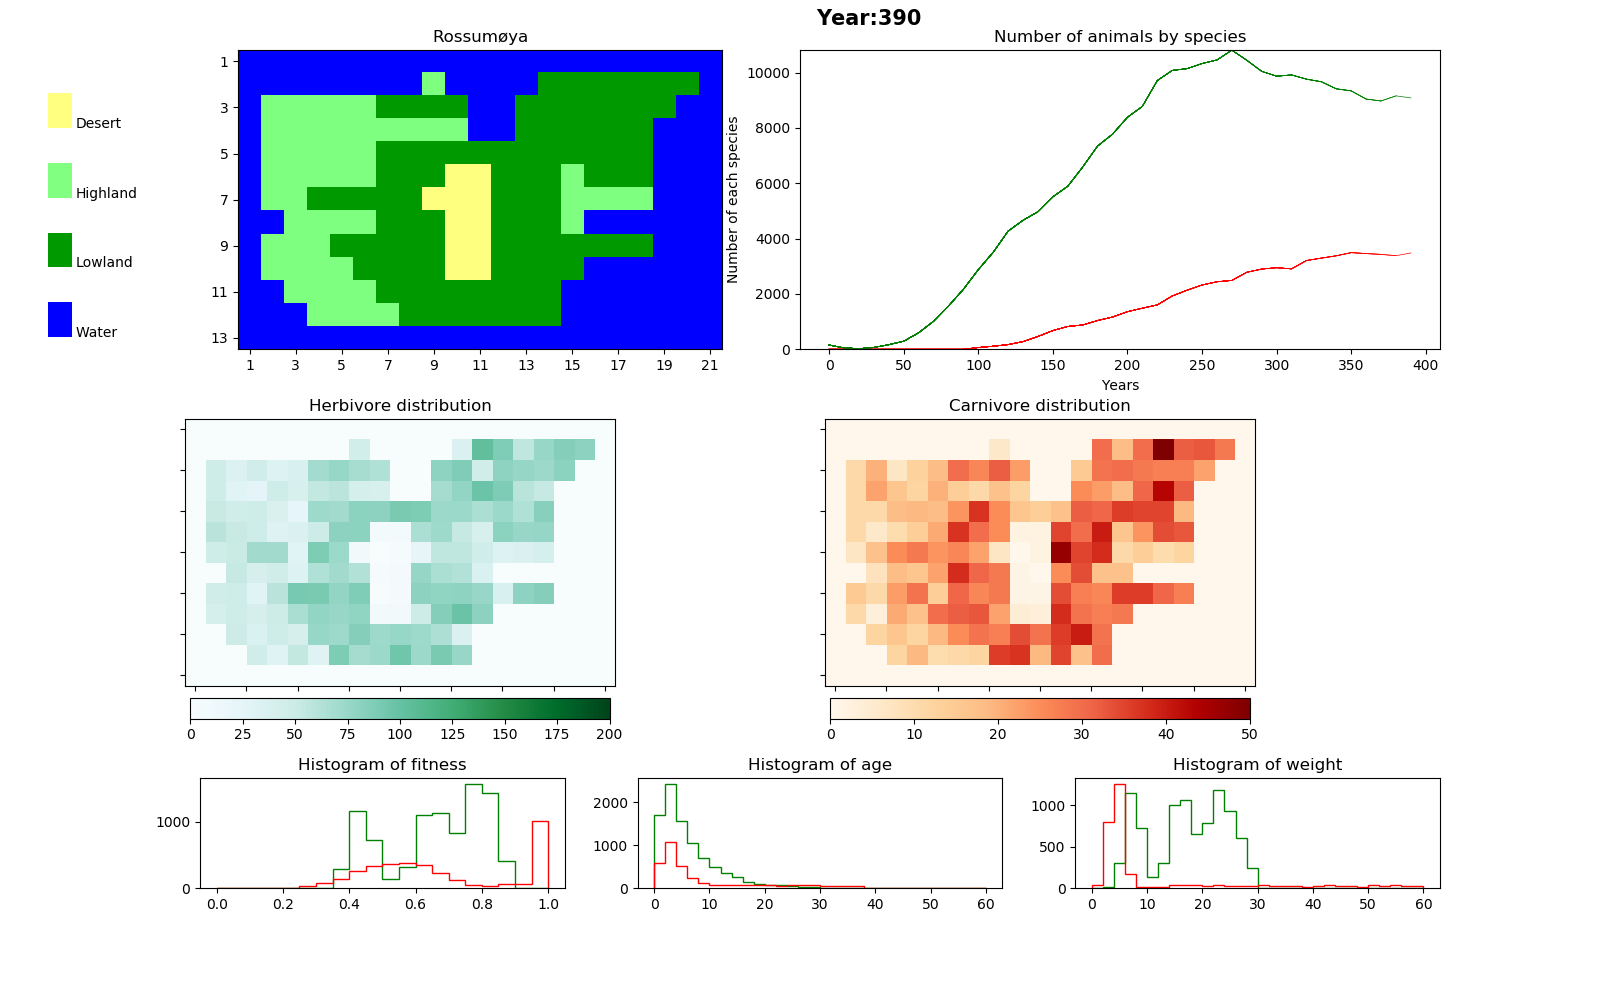 Year:390
Rossumøya
Number of animals by species
Desert
Highland
Lowland
Water
1
3
5
7
9
11
13
1 3 5 7 9 11 13 15 17 19 21
Number of each species
10000
8000
6000
4000
2000
0
0 50 100 150 200 250 300 350 400
Years
Herbivore distribution
Carnivore distribution
0 25 50 75 100 125 150 175 200
0 10 20 30 40 50
Histogram of fitness
1000
0
0.0 0.2 0.4 0.6 0.8 1.0
Histogram of age
2000
1000
0
0 10 20 30 40 50 60
Histogram of weight
1000
500
0
0 10 20 30 40 50 60